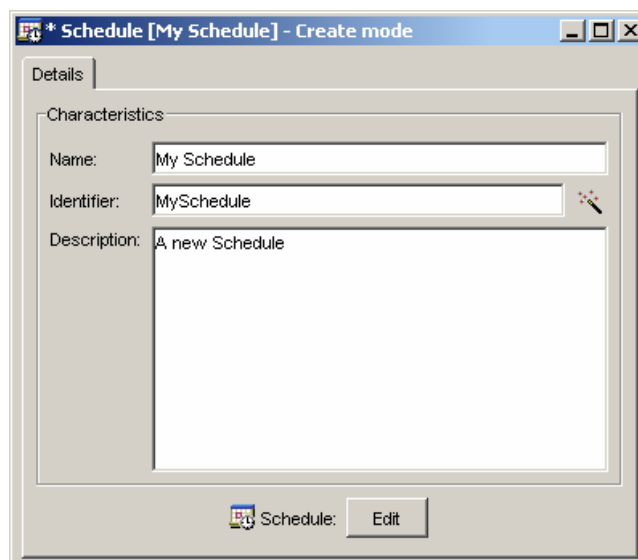 * Schedule [My Schedule] - Create mode
Details
Characteristics
Name: My Schedule
Identifier: MySchedule
Description: A new Schedule
Schedule: Edit